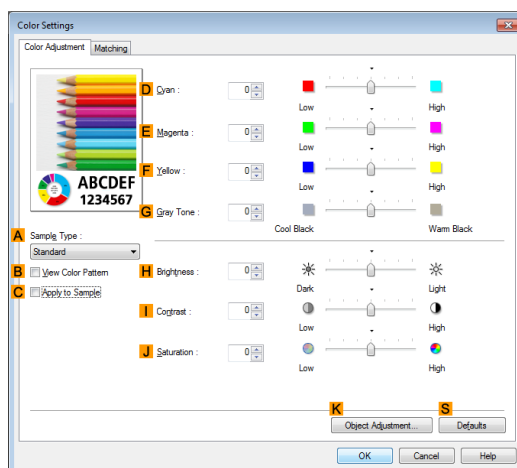 Color Settings
Color Adjustment Matching
ABCDEF
1234567
D Cyan : 0
Low High
E Magenta : 0
Low High
F Yellow : 0
Low High
G Gray Tone : 0
Cool Black Warm Black
A Sample Type :
Standard
B View Color Pattern
C Apply to Sample
H Brightness : 0
Dark Light
I Contrast : 0
Low High
J Saturation : 0
Low High
K S
Object Adjustment... Defaults
OK Cancel Help